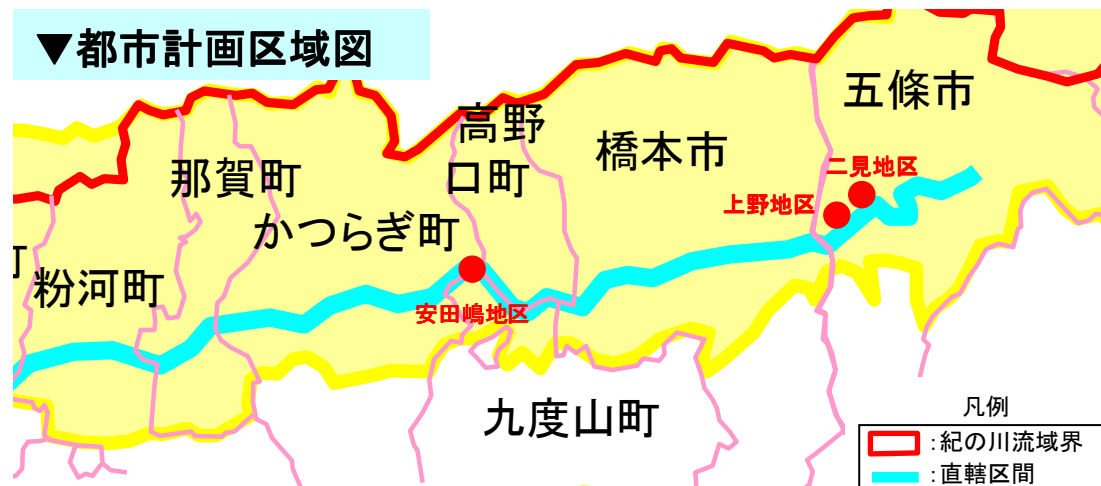 ▼都市計画区域図
五條市
高野
口町
橋本市
那賀町
二見地区
上野地区
かつらぎ町
町
粉河町
安田嶋地区
九度山町
凡例
:紀の川流域界
:直轄区間